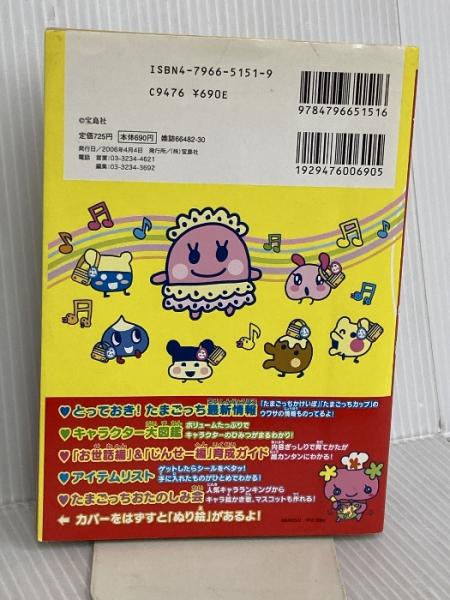 ISBN4-7966-5151-9
C9476 ¥690E
9784796651516
1929476006905
©宝島社
定価725円 本体690円 雑誌66482-30
発行日/2006年4月4日 発行所/(株)宝島社
電話 営業:03-3234-4621
編集:03-3234-3692
とっておき! たまごっち最新情報
「たまごっちかけいぼ」「たまごっちカップ」の
ウワサの情報ものってるよ!
キャラクター大図鑑
ボリュームたっぷりで
キャラクターのひみつがまるわかり!
「お世話編」&「じんせー編」育成ガイド
内容ぎっしりで育てかたが
超カンタンにわかる!
アイテムリスト
ゲットしたらシールをペタッ!
手に入れたものがひとめでわかる!
たまごっちおたのしみ会
人気キャラランキングから
キャラ絵かき歌、マスコットも作れる!
← カバーをはずすと「ぬり絵」があるよ!